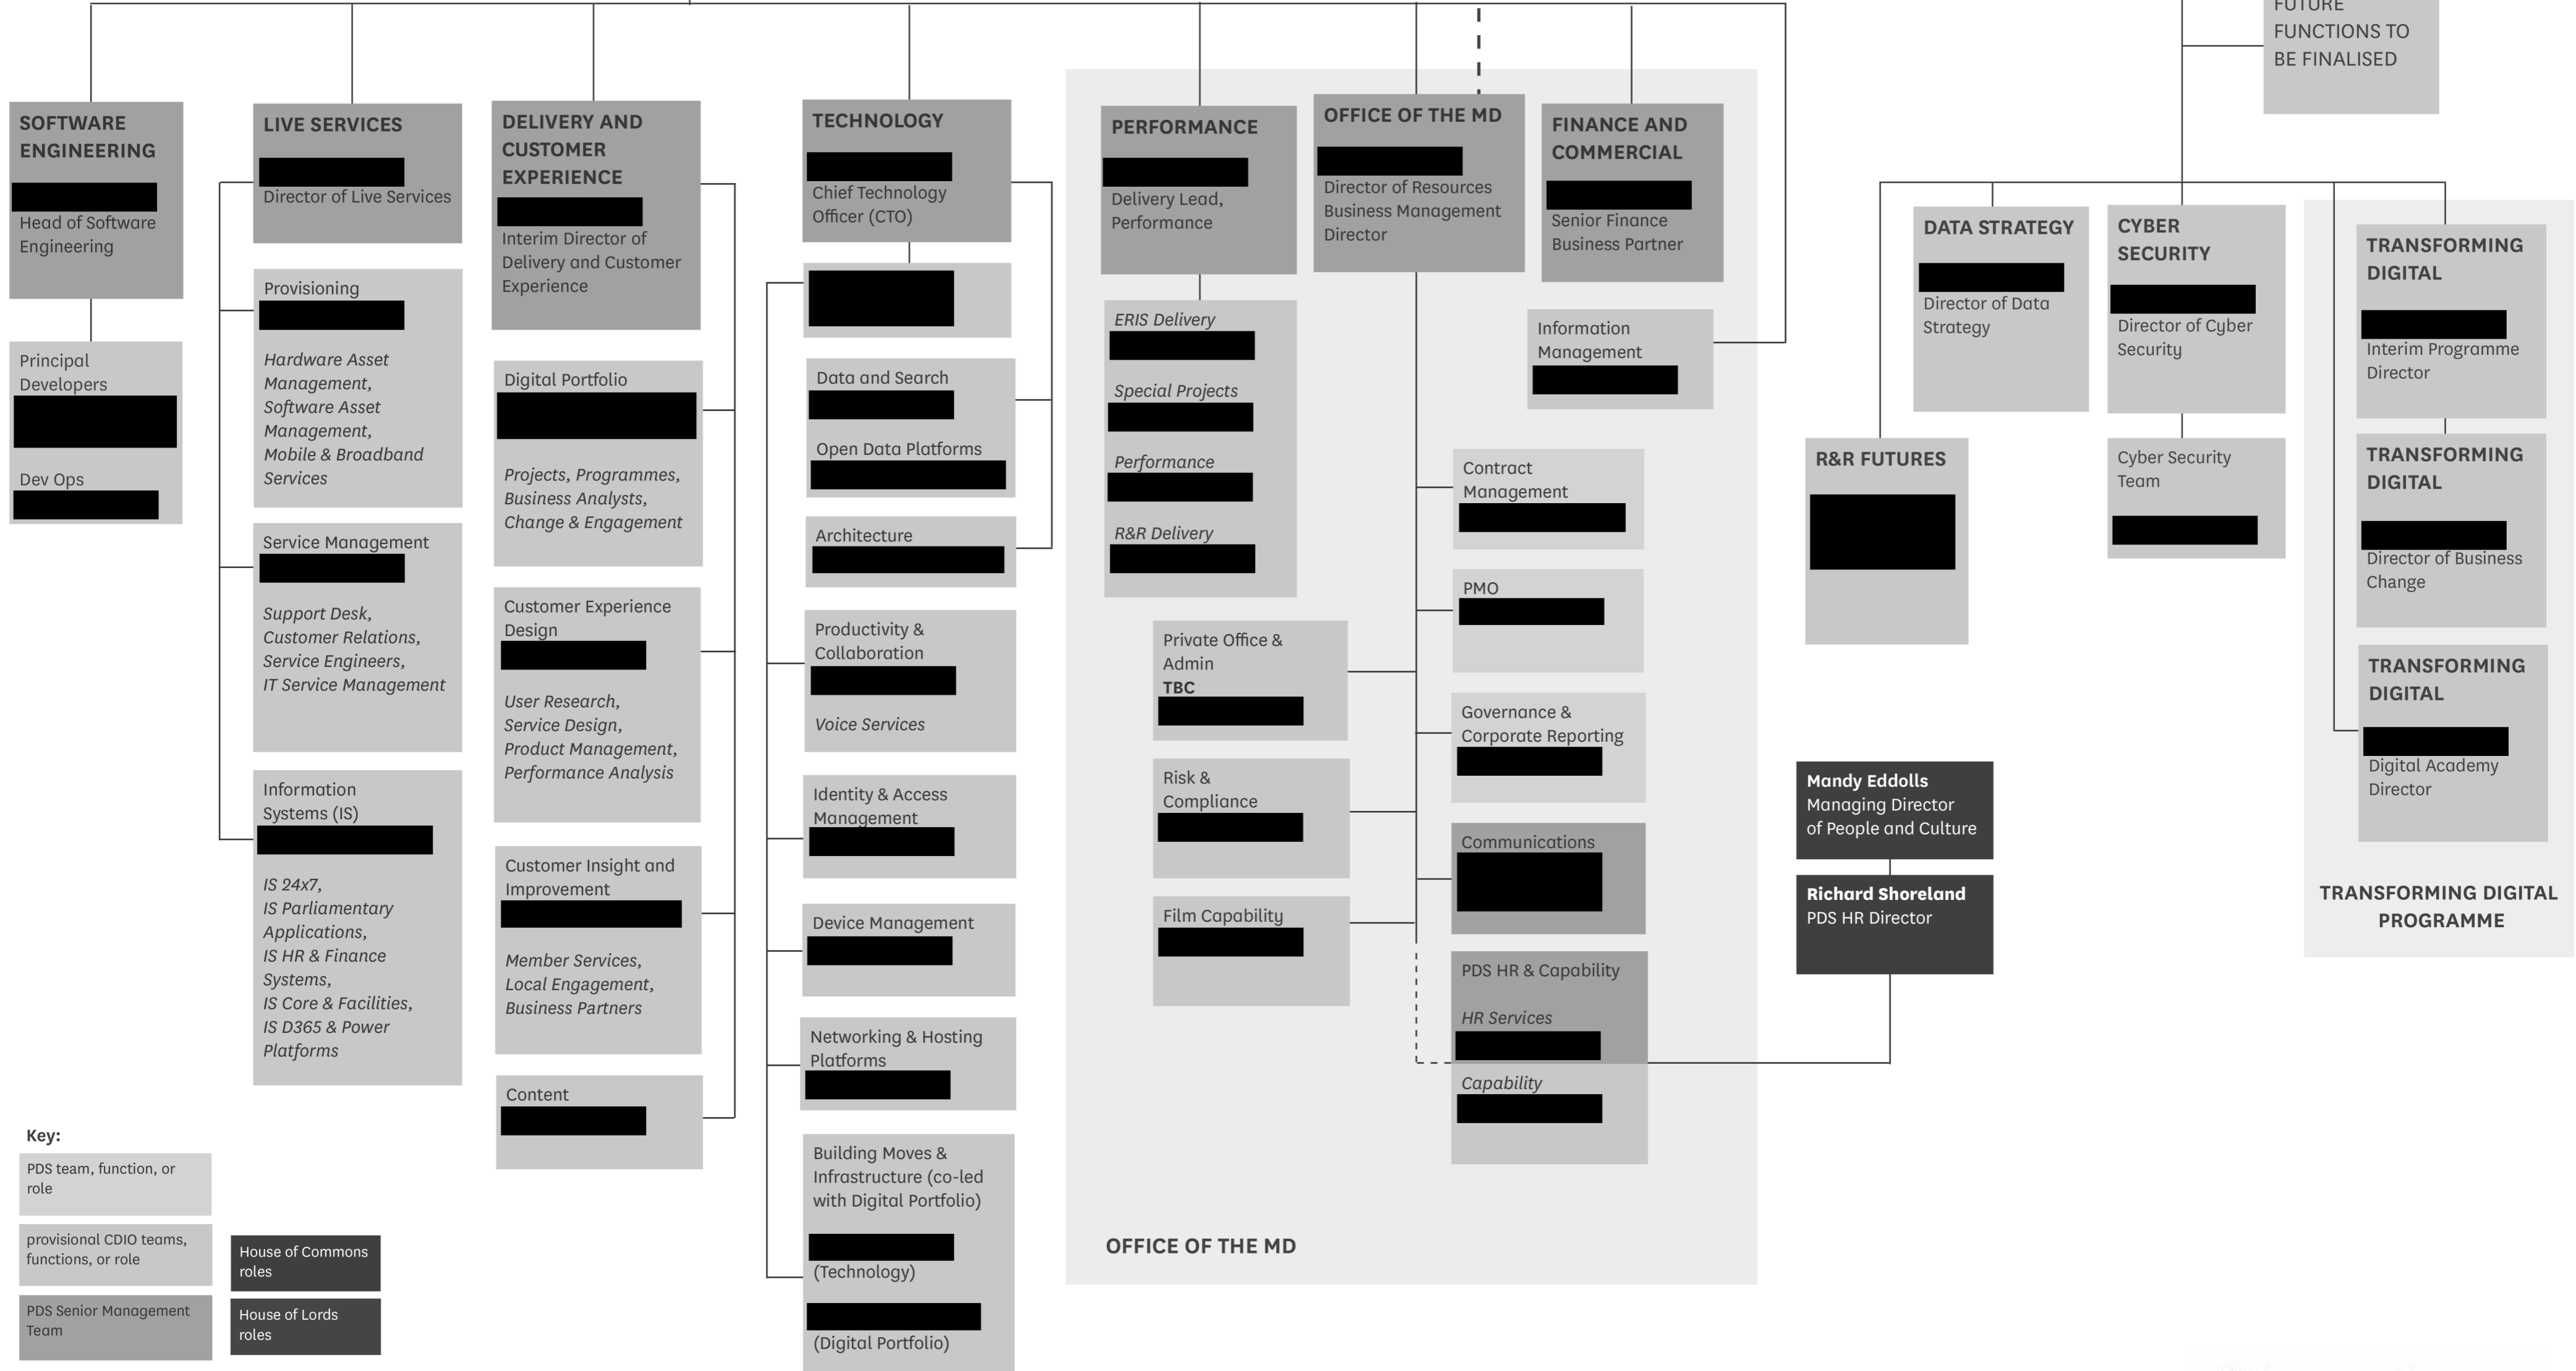 FUTURE
FUNCTIONS TO
BE FINALISED
SOFTWARE
ENGINEERING
Head of Software
Engineering
Principal
Developers
Dev Ops
LIVE SERVICES
Director of Live Services
Provisioning
Hardware Asset
Management,
Software Asset
Management,
Mobile & Broadband
Services
Service Management
Support Desk,
Customer Relations,
Service Engineers,
IT Service Management
Information
Systems (IS)
IS 24x7,
IS Parliamentary
Applications,
IS HR & Finance
Systems,
IS Core & Facilities,
IS D365 & Power
Platforms
DELIVERY AND
CUSTOMER
EXPERIENCE
Interim Director of
Delivery and Customer
Experience
Digital Portfolio
Projects, Programmes,
Business Analysts,
Change & Engagement
Customer Experience
Design
User Research,
Service Design,
Product Management,
Performance Analysis
Customer Insight and
Improvement
Member Services,
Local Engagement,
Business Partners
Content
TECHNOLOGY
Chief Technology
Officer (CTO)
Data and Search
Open Data Platforms
Architecture
Productivity &
Collaboration
Voice Services
Identity & Access
Management
Device Management
Networking & Hosting
Platforms
Building Moves &
Infrastructure (co-led
with Digital Portfolio)
(Technology)
(Digital Portfolio)
PERFORMANCE
Delivery Lead,
Performance
ERIS Delivery
Special Projects
Performance
R&R Delivery
OFFICE OF THE MD
Director of Resources
Business Management
Director
FINANCE AND
COMMERCIAL
Senior Finance
Business Partner
Information
Management
Contract
Management
PMO
Governance &
Corporate Reporting
Communications
PDS HR & Capability
HR Services
Capability
Private Office &
Admin
TBC
Risk &
Compliance
Film Capability
OFFICE OF THE MD
R&R FUTURES
DATA STRATEGY
Director of Data
Strategy
CYBER
SECURITY
Director of Cyber
Security
Cyber Security
Team
TRANSFORMING
DIGITAL
Interim Programme
Director
TRANSFORMING
DIGITAL
Director of Business
Change
TRANSFORMING
DIGITAL
Digital Academy
Director
TRANSFORMING DIGITAL
PROGRAMME
Mandy Eddolls
Managing Director
of People and Culture
Richard Shoreland
PDS HR Director
Key:
PDS team, function, or
role
provisional CDIO teams,
functions, or role
PDS Senior Management
Team
House of Commons
roles
House of Lords
roles